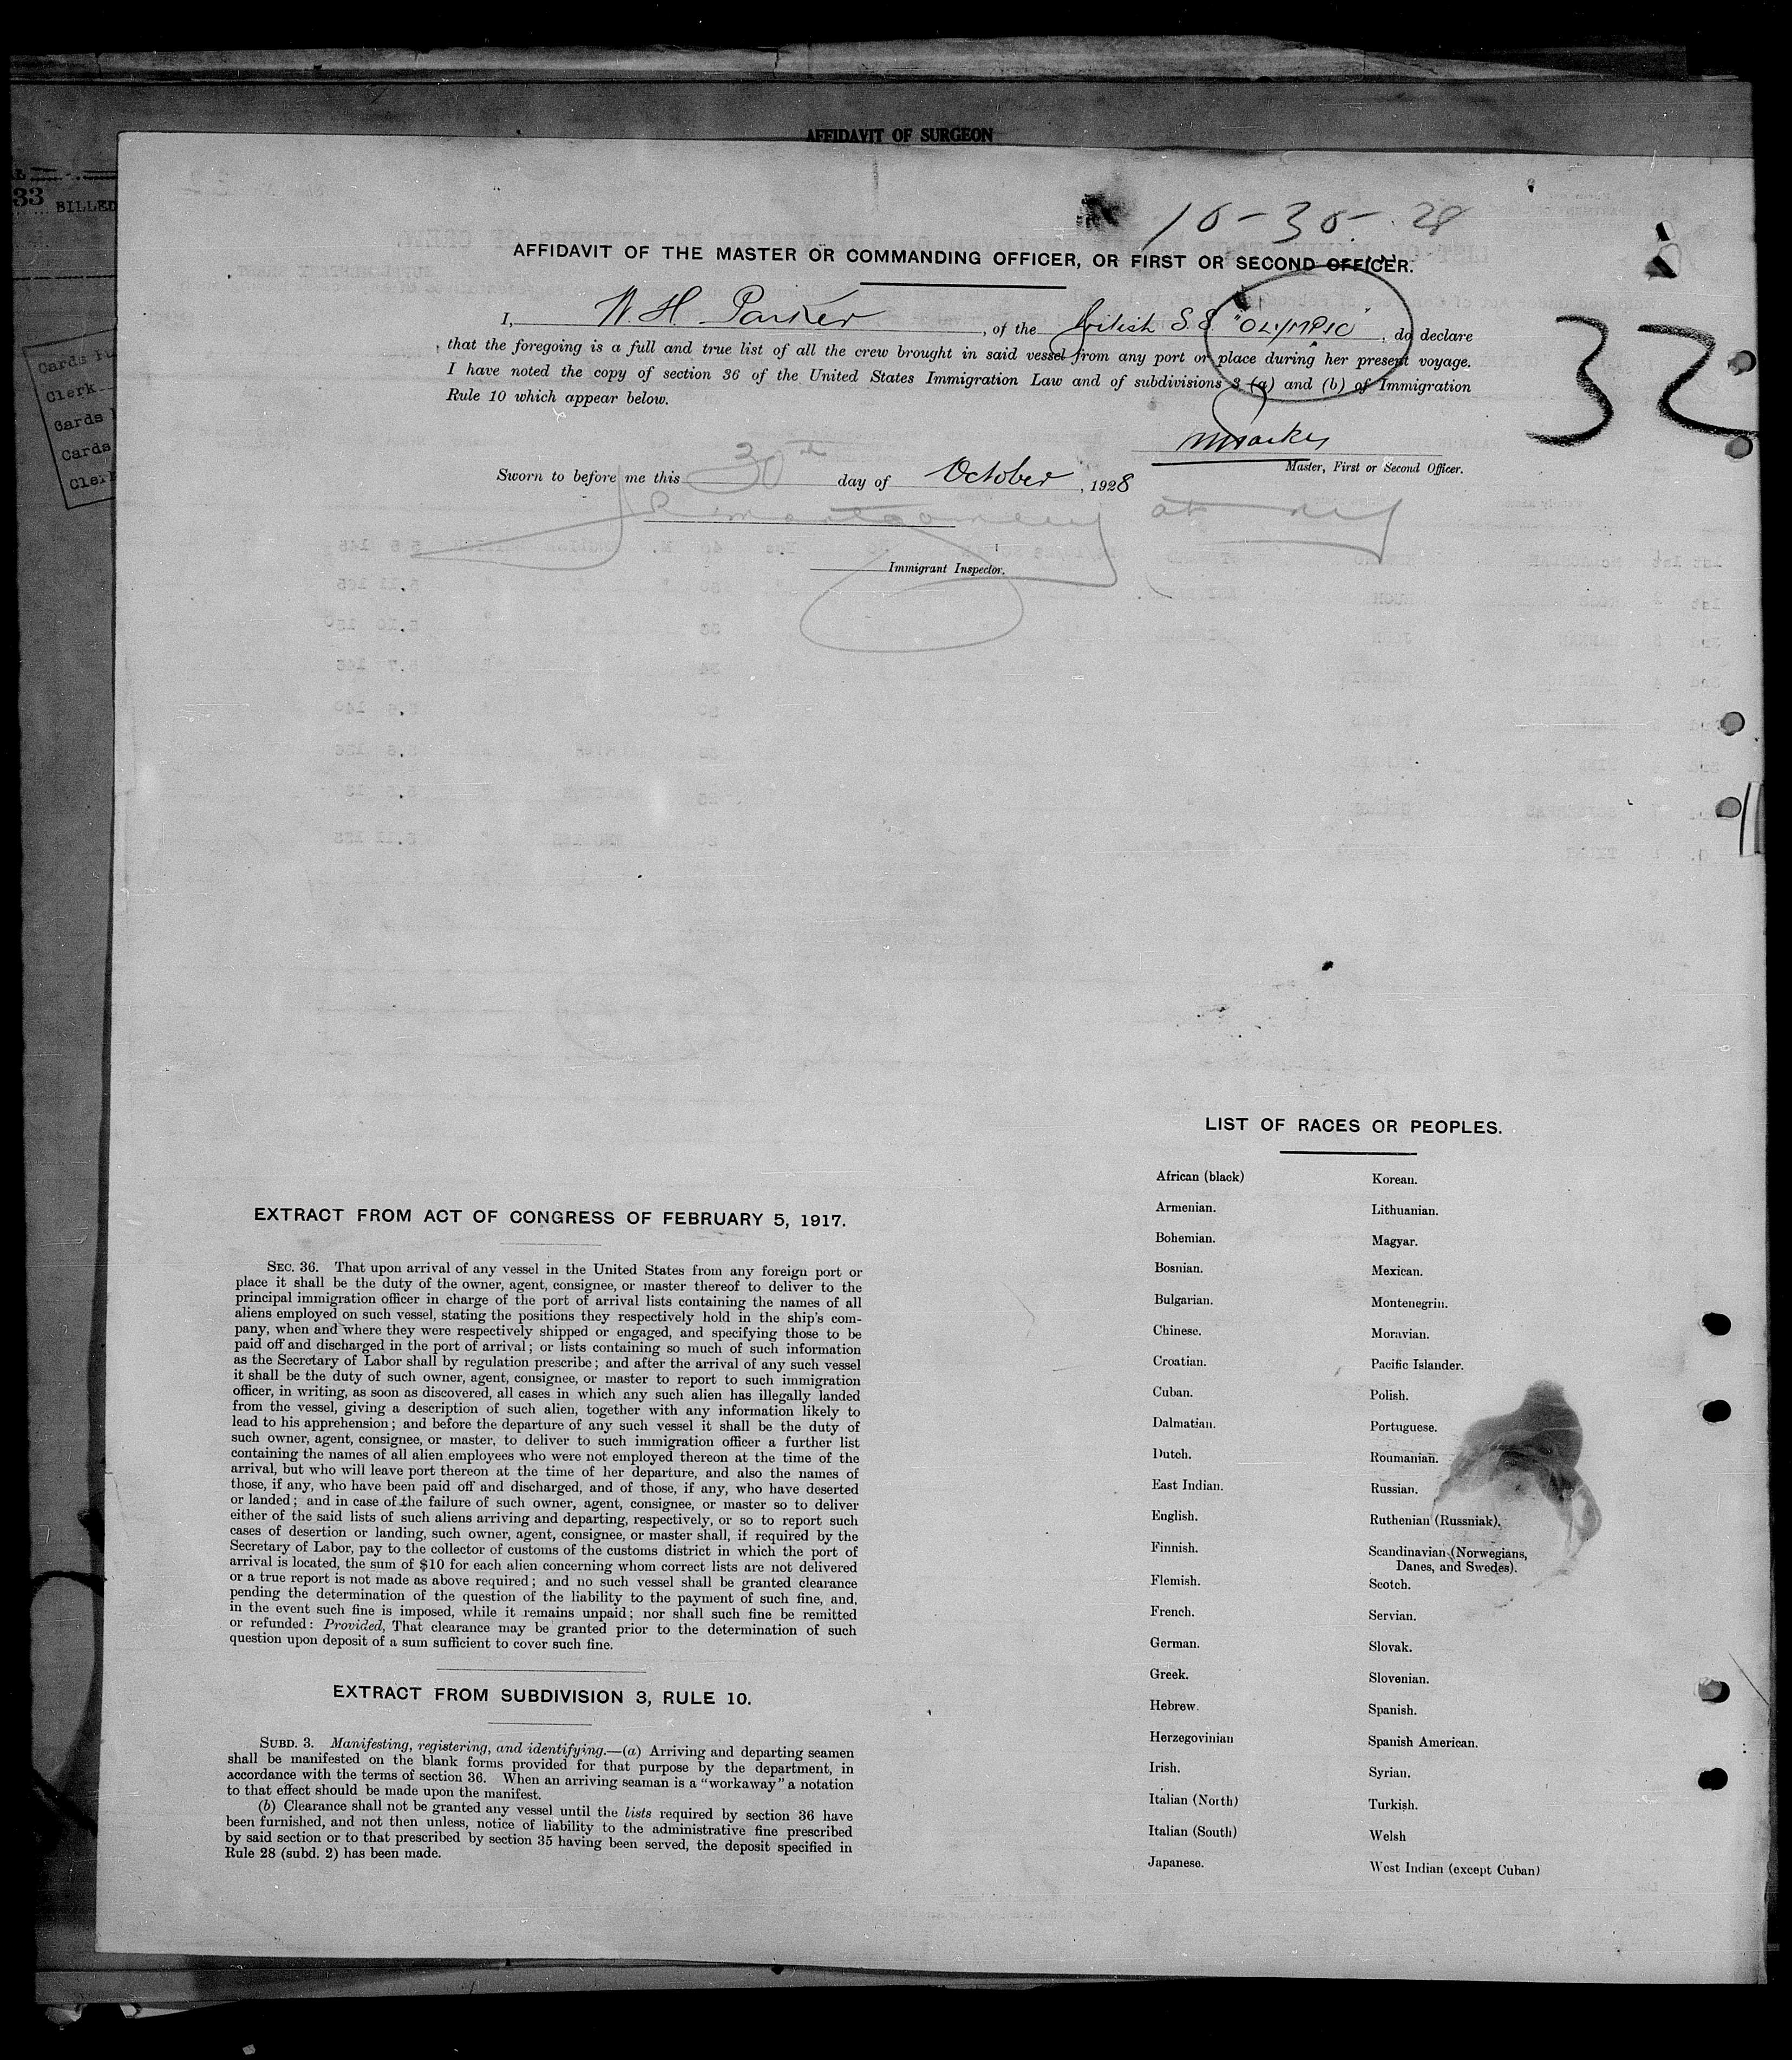 AFFIDAVIT OF SURGEON
33
BILLED
Cards
Clerk
Cards
Cards
Clerk
10-30-28
AFFIDAVIT OF THE MASTER OR COMMANDING OFFICER, OR FIRST OR SECOND OFFICER.
I, W. H. Parker, of the British S.S. "OLYMPIC", do declare
that the foregoing is a full and true list of all the crew brought in said vessel from any port or place during her present voyage.
I have noted the copy of section 36 of the United States Immigration Law and of subdivisions 3 (a) and (b) of Immigration
Rule 10 which appear below.
32
Master, First or Second Officer.
Sworn to before me this 30th day of October, 1928
at
Immigrant Inspector.
EXTRACT FROM ACT OF CONGRESS OF FEBRUARY 5, 1917.
SEC. 36. That upon arrival of any vessel in the United States from any foreign port or
place it shall be the duty of the owner, agent, consignee, or master thereof to deliver to the
principal immigration officer in charge of the port of arrival lists containing the names of all
aliens employed on such vessel, stating the positions they respectively hold in the ship's com-
pany, when and where they were respectively shipped or engaged, and specifying those to be
paid off and discharged in the port of arrival; or lists containing so much of such information
as the Secretary of Labor shall by regulation prescribe; and after the arrival of any such vessel
it shall be the duty of such owner, agent, consignee, or master to report to such immigration
officer, in writing, as soon as discovered, all cases in which any such alien has illegally landed
from the vessel, giving a description of such alien, together with any information likely to
lead to his apprehension; and before the departure of any such vessel it shall be the duty of
such owner, agent, consignee, or master, to deliver to such immigration officer a further list
containing the names of all alien employees who were not employed thereon at the time of the
arrival, but who will leave port thereon at the time of her departure, and also the names of
those, if any, who have been paid off and discharged, and of those, if any, who have deserted
or landed; and in case of the failure of such owner, agent, consignee, or master so to deliver
either of the said lists of such aliens arriving and departing, respectively, or so to report such
cases of desertion or landing, such owner, agent, consignee, or master shall, if required by the
Secretary of Labor, pay to the collector of customs of the customs district in which the port of
arrival is located, the sum of $10 for each alien concerning whom correct lists are not delivered
or a true report is not made as above required; and no such vessel shall be granted clearance
pending the determination of the question of the liability to the payment of such fine, and,
in the event such fine is imposed, while it remains unpaid; nor shall such fine be remitted
or refunded: Provided, That clearance may be granted prior to the determination of such
question upon deposit of a sum sufficient to cover such fine.
EXTRACT FROM SUBDIVISION 3, RULE 10.
SUBD. 3. Manifesting, registering, and identifying.—(a) Arriving and departing seamen
shall be manifested on the blank forms provided for that purpose by the department, in
accordance with the terms of section 36. When an arriving seaman is a "workaway" a notation
to that effect should be made upon the manifest.
(b) Clearance shall not be granted any vessel until the lists required by section 36 have
been furnished, and not then unless, notice of liability to the administrative fine prescribed
by said section or to that prescribed by section 35 having been served, the deposit specified in
Rule 28 (subd. 2) has been made.
LIST OF RACES OR PEOPLES.
African (black)
Armenian.
Bohemian.
Bosnian.
Bulgarian.
Chinese.
Croatian.
Cuban.
Dalmatian.
Dutch.
East Indian.
English.
Finnish.
Flemish.
French.
German.
Greek.
Hebrew.
Herzegovinian
Irish.
Italian (North)
Italian (South)
Japanese.
Korean.
Lithuanian.
Magyar.
Mexican.
Montenegrin.
Moravian.
Pacific Islander.
Polish.
Portuguese.
Roumanian.
Russian.
Ruthenian (Russniak).
Scandinavian (Norwegians,
Danes, and Swedes).
Scotch.
Servian.
Slovak.
Slovenian.
Spanish.
Spanish American.
Syrian.
Turkish.
Welsh
West Indian (except Cuban)